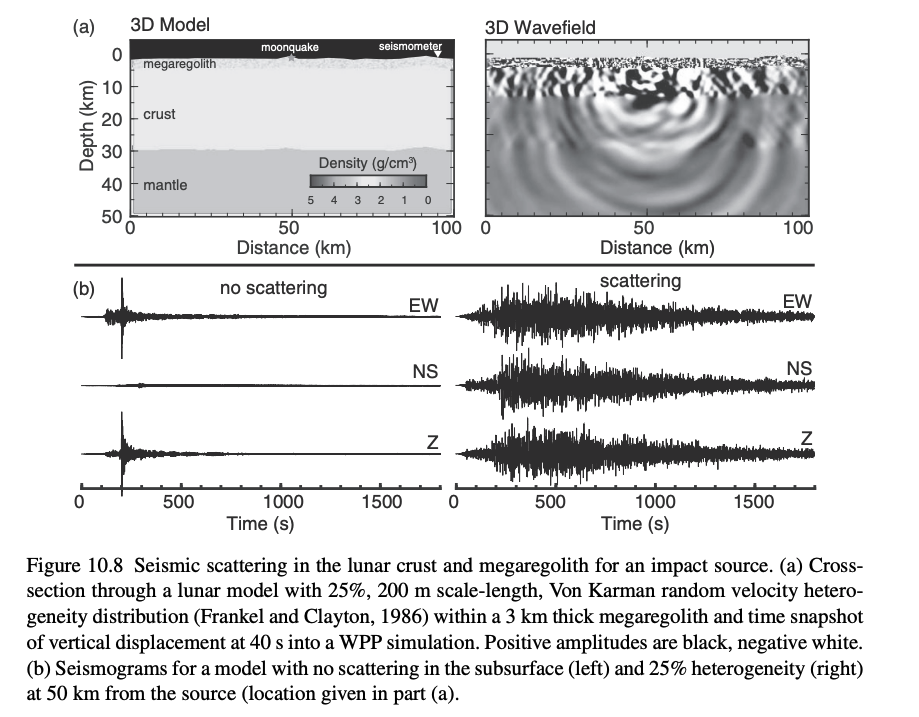 (a) 3D Model
3D Wavefield
moonquake seismometer
megaregolith
crust
mantle
Density (g/cm³)
5 4 3 2 1 0
Depth (km)
0
10
20
30
40
50
0 50 100
Distance (km)
0 50 100
Distance (km)
(b) no scattering
scattering
EW
NS
Z
EW
NS
Z
0 500 1000 1500
Time (s)
0 500 1000 1500
Time (s)
Figure 10.8 Seismic scattering in the lunar crust and megaregolith for an impact source. (a) Cross-
section through a lunar model with 25%, 200 m scale-length, Von Karman random velocity hetero-
geneity distribution (Frankel and Clayton, 1986) within a 3 km thick megaregolith and time snapshot
of vertical displacement at 40 s into a WPP simulation. Positive amplitudes are black, negative white.
(b) Seismograms for a model with no scattering in the subsurface (left) and 25% heterogeneity (right)
at 50 km from the source (location given in part (a).